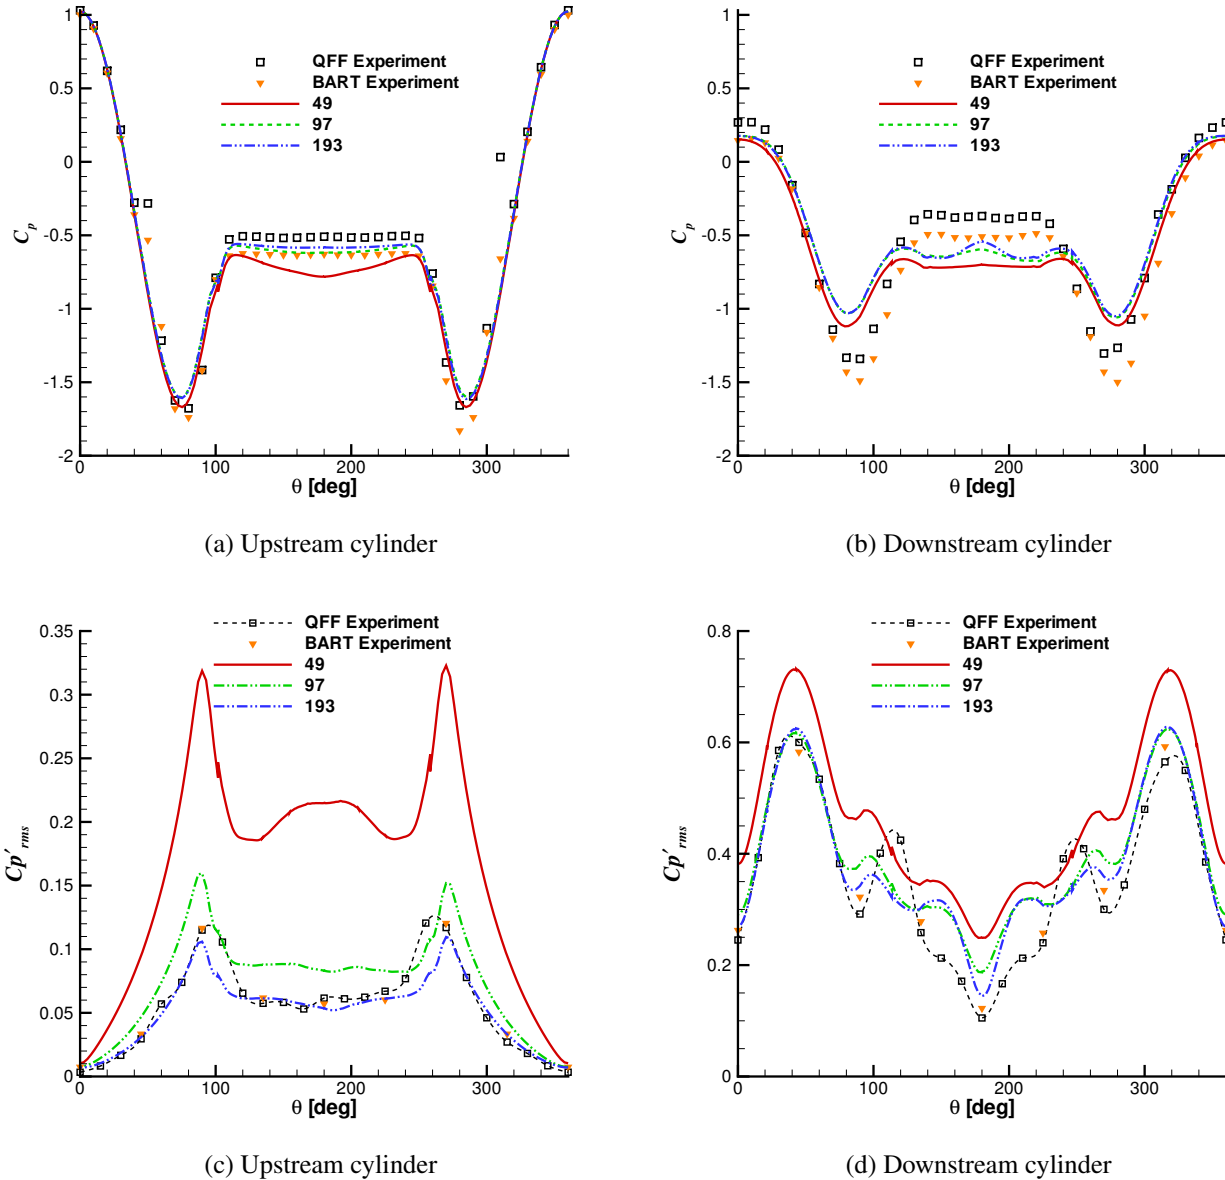 1
0.5
0
-0.5
-1
-1.5
-2
C_p
QFF Experiment
BART Experiment
49
97
193
0 100 200 300
θ [deg]
(a) Upstream cylinder
1
0.5
0
-0.5
-1
-1.5
-2
C_p
QFF Experiment
BART Experiment
49
97
193
0 100 200 300
θ [deg]
(b) Downstream cylinder
0.35
0.3
0.25
0.2
0.15
0.1
0.05
0
Cp'_rms
QFF Experiment
BART Experiment
49
97
193
0 100 200 300
θ [deg]
(c) Upstream cylinder
0.8
0.6
0.4
0.2
0
Cp'_rms
QFF Experiment
BART Experiment
49
97
193
0 100 200 300
θ [deg]
(d) Downstream cylinder